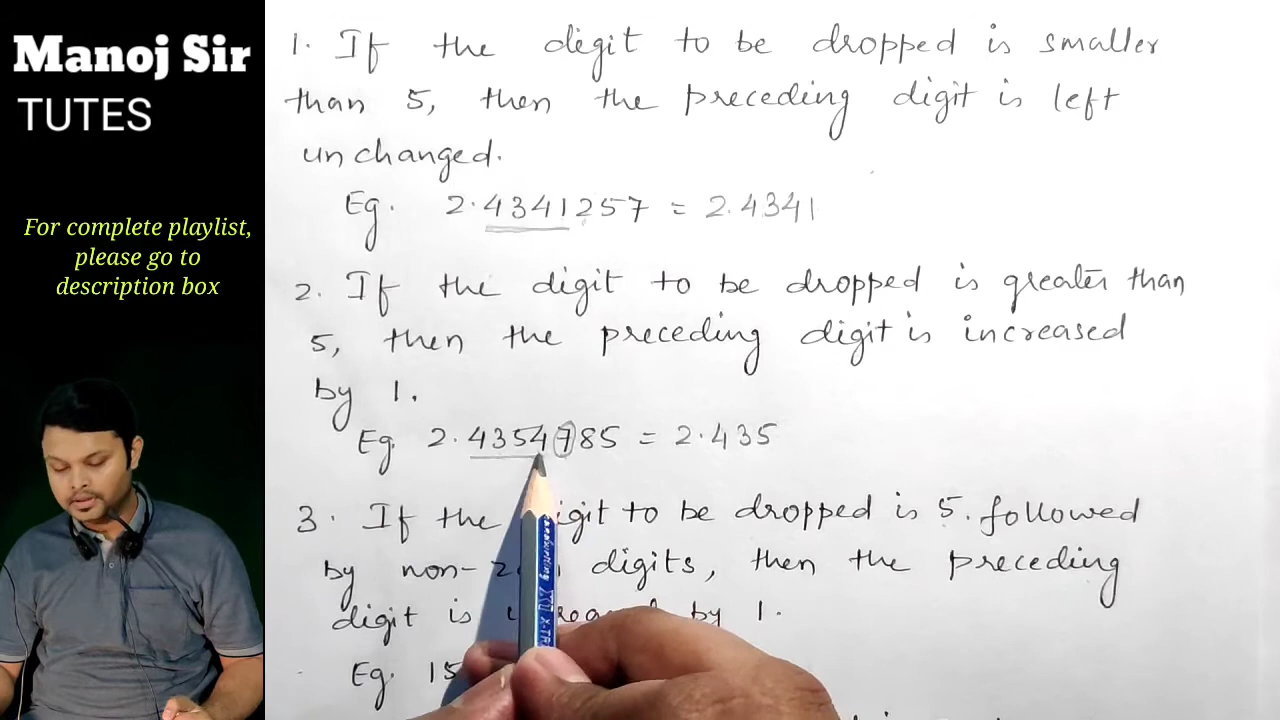 Manoj Sir
TUTES
For complete playlist,
please go to
description box
1. If the digit to be dropped is smaller
than 5, then the preceding digit is left
unchanged.
Eg. 2.4341257 = 2.4341
2. If the digit to be dropped is greater than
5, then the preceding digit is increased
by 1.
Eg. 2.4354785 = 2.435
3. If the digit to be dropped is 5. followed
by non- digits, then the preceding
digit is by 1.
Eg. 15